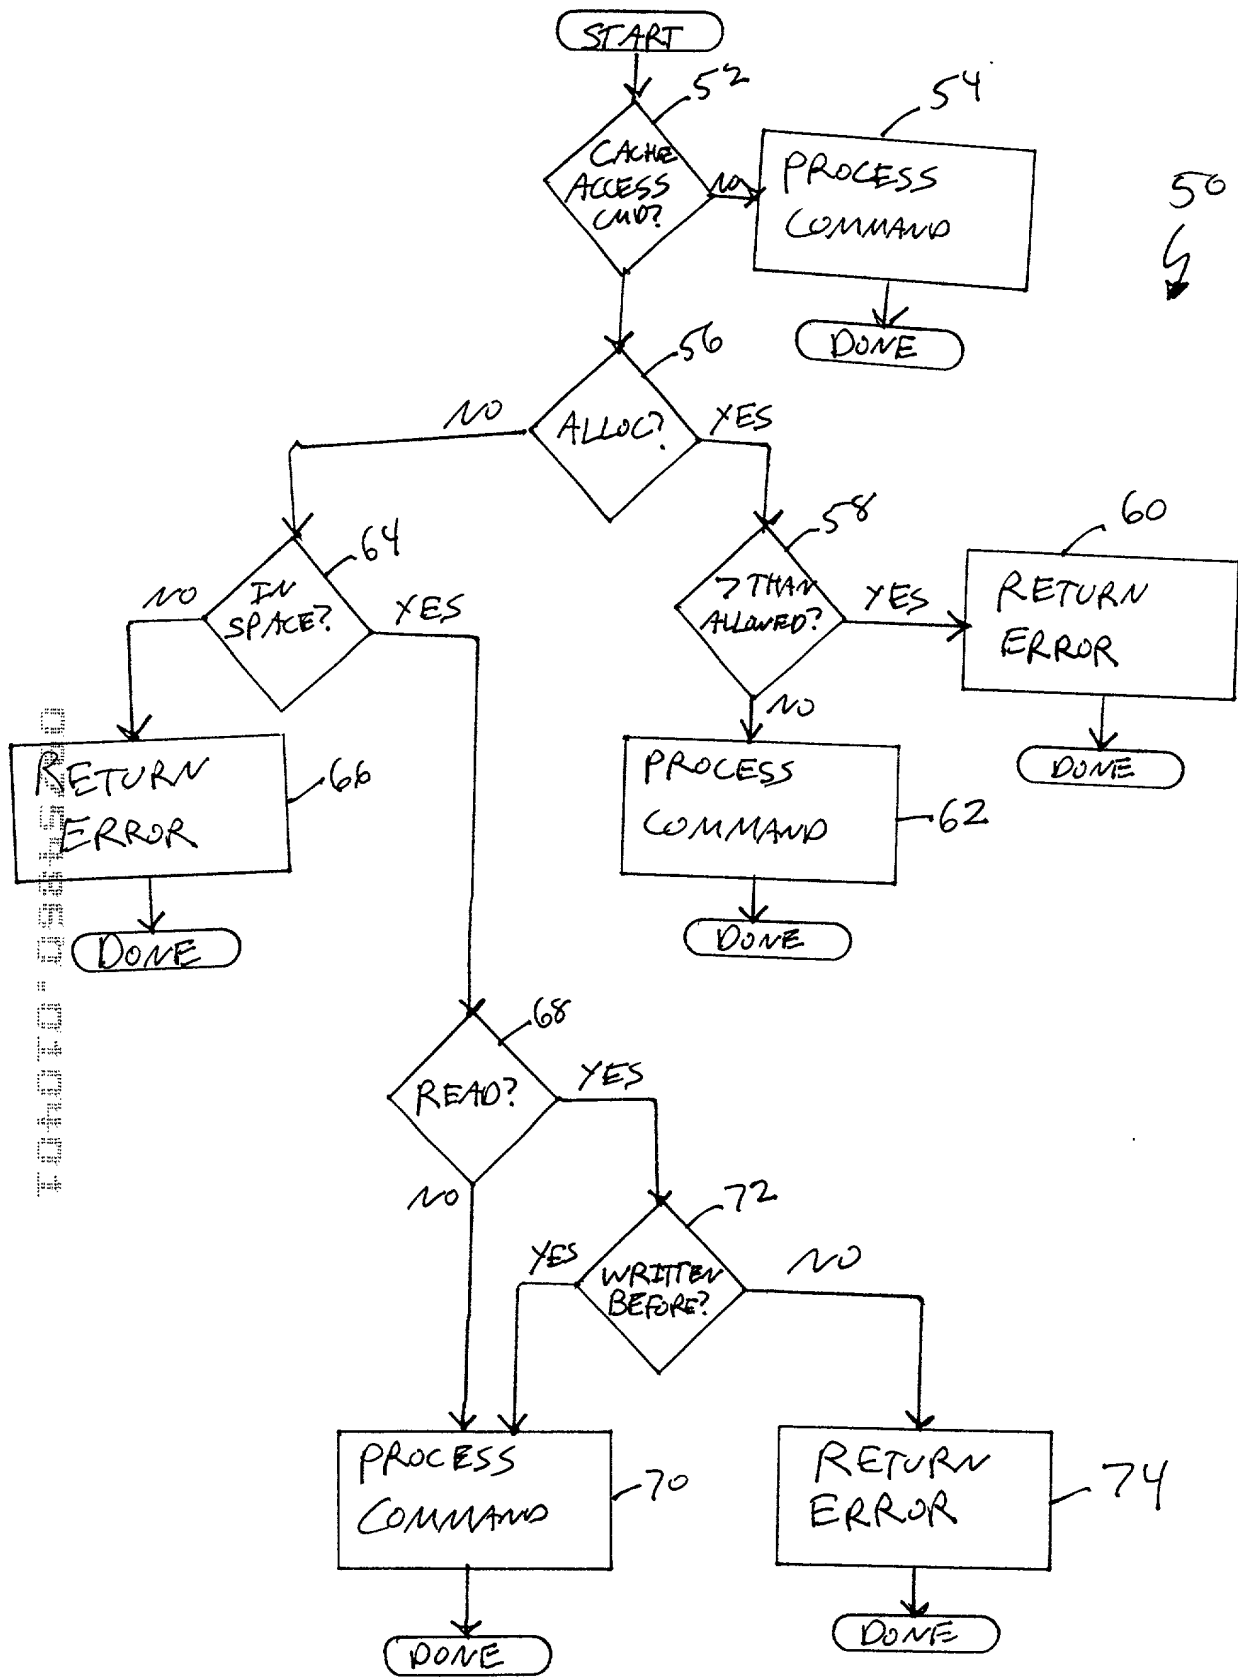 START
52
CACHE
ACCESS
CMD?
NO
54
PROCESS
COMMAND
DONE
50
56
ALLOC?
NO
YES
58
> THAN
ALLOWED?
YES
60
RETURN
ERROR
DONE
NO
PROCESS
COMMAND
62
DONE
64
IN
SPACE?
NO
YES
RETURN
ERROR
66
DONE
68
READ?
YES
NO
72
WRITTEN
BEFORE?
YES
NO
PROCESS
COMMAND
70
DONE
RETURN
ERROR
74
DONE